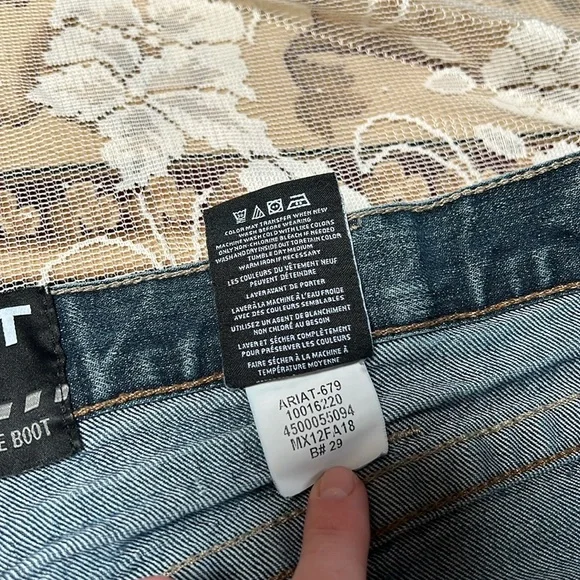 COLOR MAY TRANSFER WHEN NEW
WASH BEFORE WEARING
MACHINE WASH COLD WITH LIKE COLORS
ONLY NON-CHLORINE BLEACH IF NEEDED
WASH AND DRY INSIDE OUT TO RETAIN COLOR
TUMBLE DRY MEDIUM
WARM IRON IF NECESSARY
LES COULEURS DU VÊTEMENT NEUF
PEUVENT DÉTEINDRE
LAVER AVANT DE PORTER
LAVER À LA MACHINE À L'EAU FROIDE
AVEC DES COULEURS SEMBLABLES
UTILISEZ UN AGENT DE BLANCHIMENT
NON CHLORÉ AU BESOIN
LAVER ET SÉCHER COMPLÈTEMENT
POUR PRÉSERVER LES COULEURS
FAIRE SÉCHER À LA MACHINE À
TEMPÉRATURE MOYENNE
ARIAT-679
10016220
4500055094
MX12FA18
B# 29
T
E BOOT